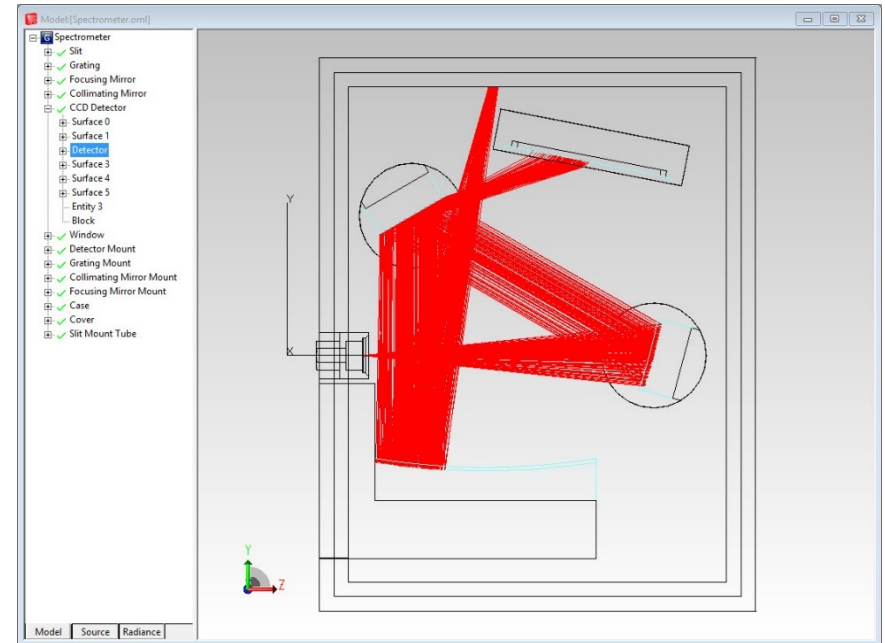 Model:[Spectrometer.oml]
Spectrometer
Slit
Grating
Focusing Mirror
Collimating Mirror
CCD Detector
Surface 0
Surface 1
Detector
Surface 3
Surface 4
Surface 5
Entity 3
Block
Window
Detector Mount
Grating Mount
Collimating Mirror Mount
Focusing Mirror Mount
Case
Cover
Slit Mount Tube
Y
X
Y
Z
Model Source Radiance